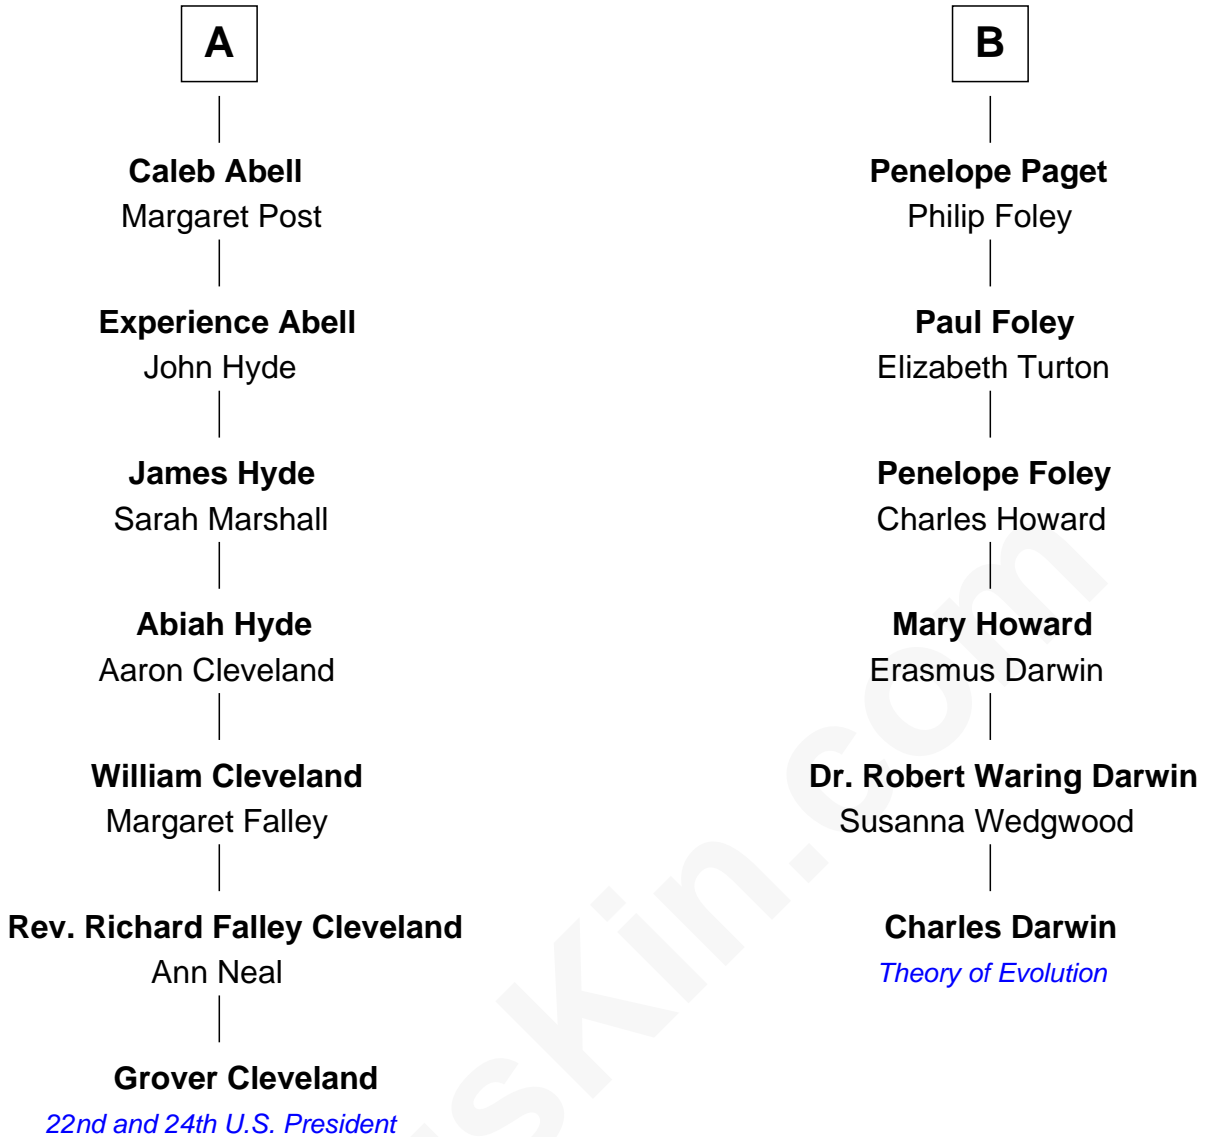 A
Caleb Abell
Margaret Post
Experience Abell
John Hyde
James Hyde
Sarah Marshall
Abiah Hyde
Aaron Cleveland
William Cleveland
Margaret Falley
Rev. Richard Falley Cleveland
Ann Neal
Grover Cleveland
22nd and 24th U.S. President
B
Penelope Paget
Philip Foley
Paul Foley
Elizabeth Turton
Penelope Foley
Charles Howard
Mary Howard
Erasmus Darwin
Dr. Robert Waring Darwin
Susanna Wedgwood
Charles Darwin
Theory of Evolution
usKin.com